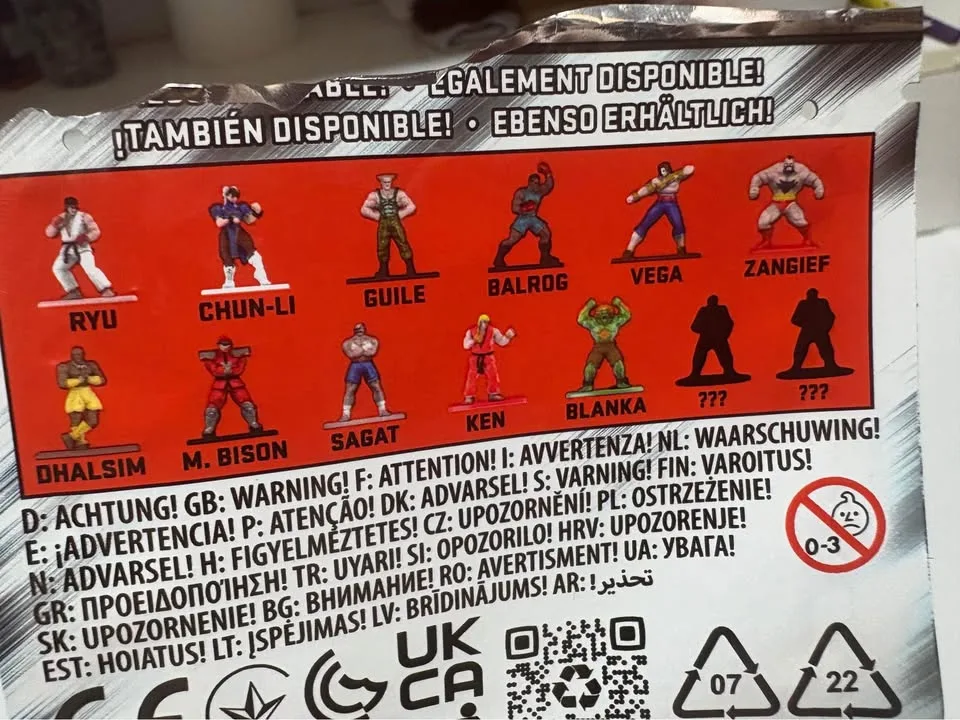 ÉGALEMENT DISPONIBLE!
¡TAMBIÉN DISPONIBLE! • EBENSO ERHÄLTLICH!
RYU
CHUN-LI
GUILE
BALROG
VEGA
ZANGIEF
DHALSIM
M. BISON
SAGAT
KEN
BLANKA
???
???
D: ACHTUNG! GB: WARNING! F: ATTENTION! I: AVVERTENZA! NL: WAARSCHUWING!
E: ¡ADVERTENCIA! P: ATENÇÃO! DK: ADVARSEL! S: VARNING! FIN: VAROITUS!
N: ADVARSEL! H: FIGYELMÉZTETES! CZ: UPOZORNĚNÍ! PL: OSTRZEŻENIE!
GR: ΠΡΟΕΙΔΟΠΟΊΗΣΗ! TR: UYARI! SI: OPOZORILO! HRV: UPOZORENJE!
SK: UPOZORNENIE! BG: ВНИМАНИЕ! RO: AVERTISMENT! UA: УВАГА!
EST: HOIATUS! LT: ĮSPĖJIMAS! LV: BRĪDINĀJUMS! AR: تحذير!
0-3
CE
UK
CA
07
22